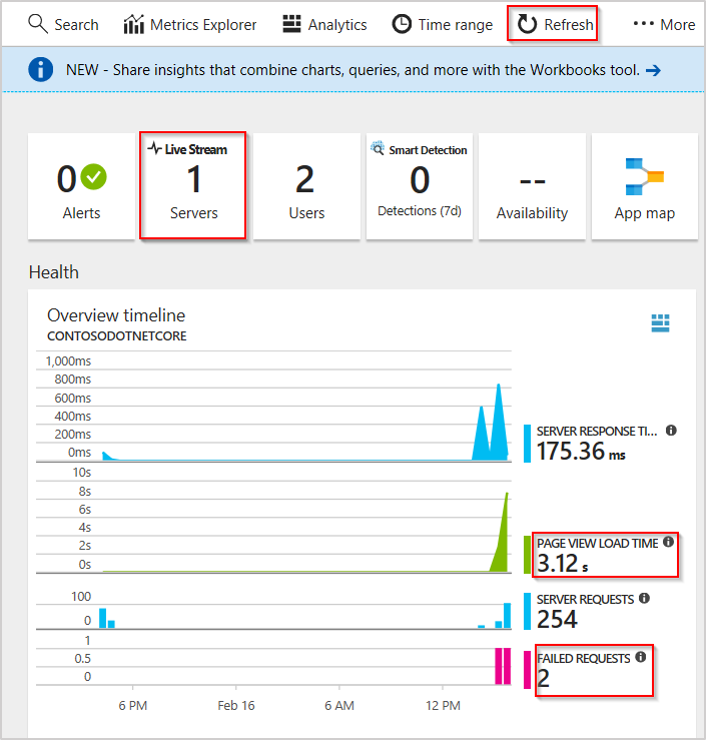 Search Metrics Explorer Analytics Time range Refresh ••• More
NEW - Share insights that combine charts, queries, and more with the Workbooks tool. →
Live Stream Smart Detection
0 1 2 0 --
Alerts Servers Users Detections (7d) Availability App map
Health
Overview timeline
CONTOSODOTNETCORE
1,000ms
800ms
600ms
400ms
200ms
0ms
SERVER RESPONSE TI...
175.36 ms
10s
8s
6s
4s
2s
0s
PAGE VIEW LOAD TIME
3.12 s
100
0
SERVER REQUESTS
254
1
0.5
0
FAILED REQUESTS
2
6 PM Feb 16 6 AM 12 PM